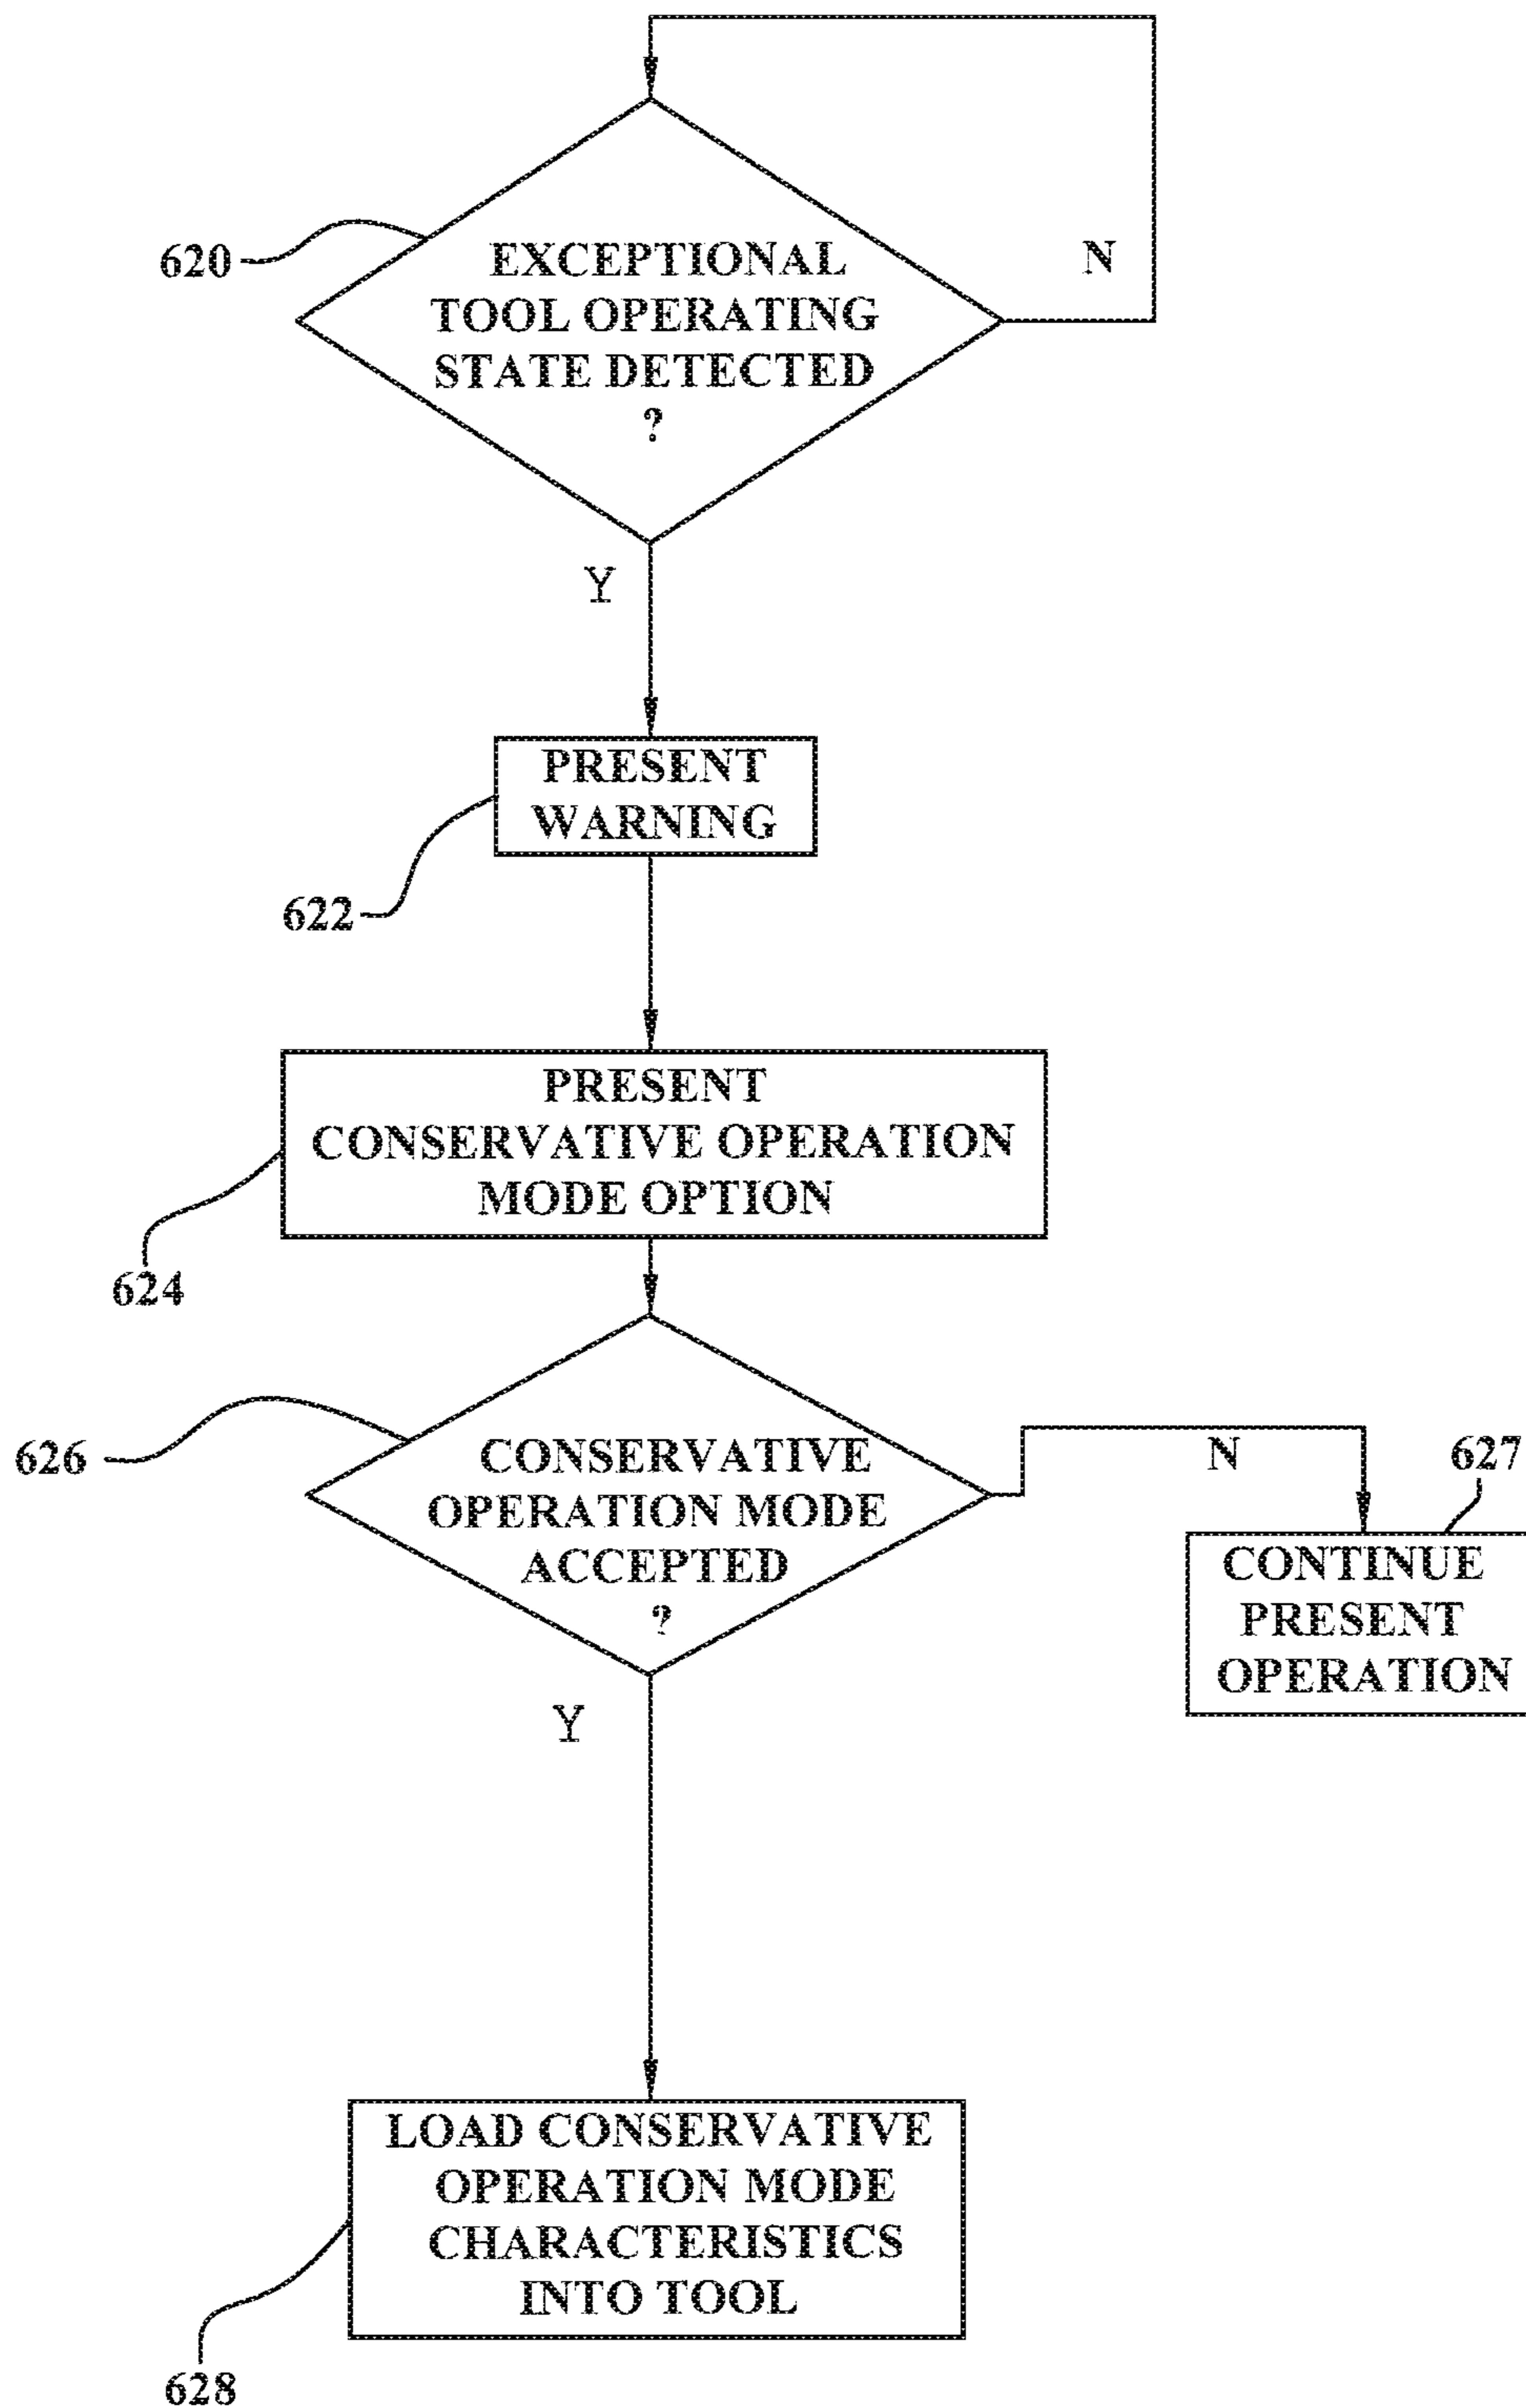 620
EXCEPTIONAL
TOOL OPERATING
STATE DETECTED
?
N
Y
PRESENT
WARNING
622
PRESENT
CONSERVATIVE OPERATION
MODE OPTION
624
626
CONSERVATIVE
OPERATION MODE
ACCEPTED
?
N
627
CONTINUE
PRESENT
OPERATION
Y
LOAD CONSERVATIVE
OPERATION MODE
CHARACTERISTICS
INTO TOOL
628